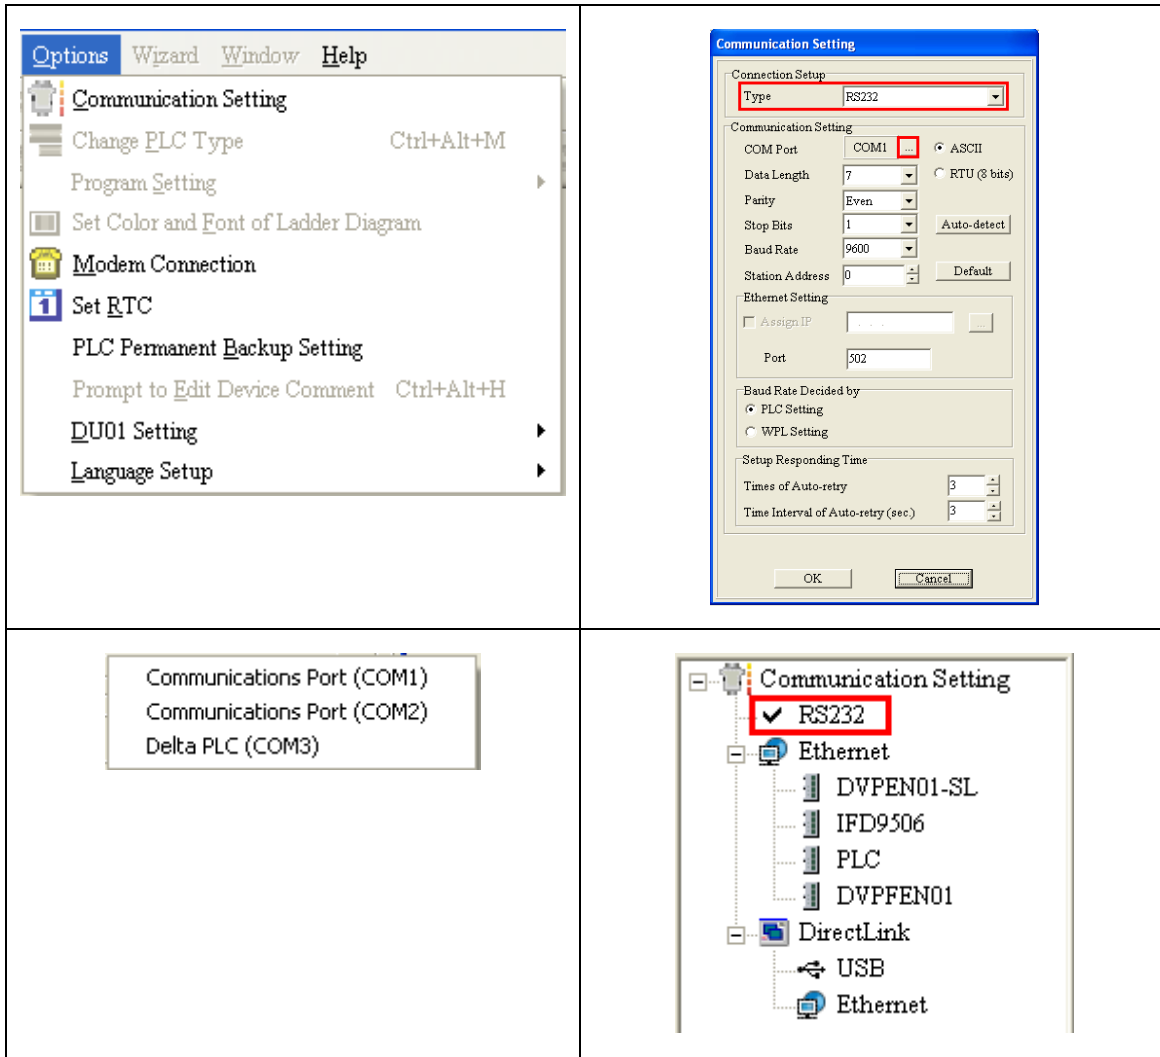 Options Wizard Window Help
Communication Setting
Change PLC Type Ctrl+Alt+M
Program Setting
Set Color and Font of Ladder Diagram
Modem Connection
1 Set RTC
PLC Permanent Backup Setting
Prompt to Edit Device Comment Ctrl+Alt+H
DU01 Setting
Language Setup
Communication Setting
Connection Setup
Type RS232
Communication Setting
COM Port COM1 ... ASCII
Data Length 7 RTU (8 bits)
Parity Even
Stop Bits 1 Auto-detect
Baud Rate 9600
Station Address 0 Default
Ethernet Setting
Assign IP . . . ...
Port 502
Baud Rate Decided by
PLC Setting
WPL Setting
Setup Responding Time
Times of Auto-retry 3
Time Interval of Auto-retry (sec.) 3
OK Cancel
Communications Port (COM1)
Communications Port (COM2)
Delta PLC (COM3)
Communication Setting
RS232
Ethernet
DVPEN01-SL
IFD9506
PLC
DVPFEN01
DirectLink
USB
Ethernet